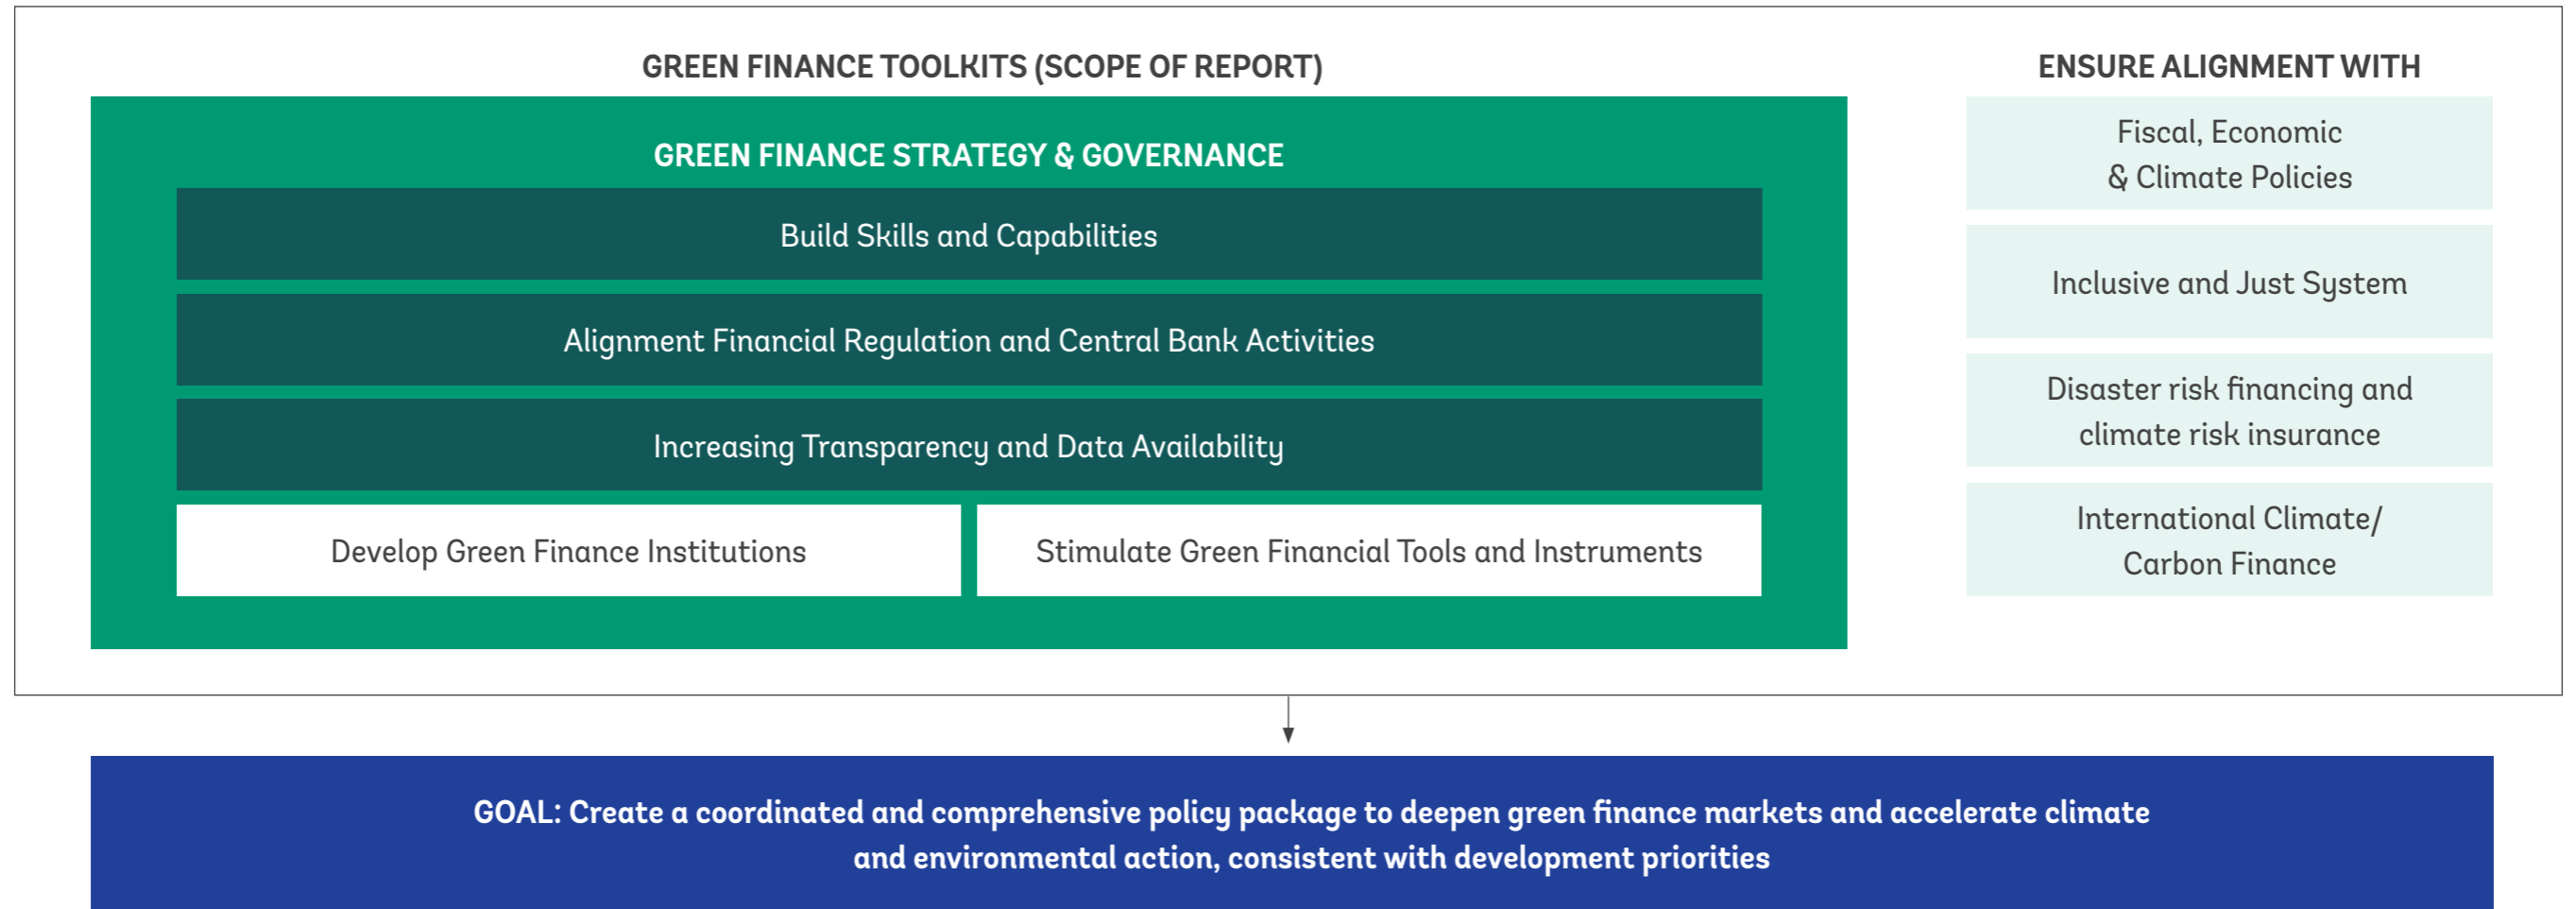 GREEN FINANCE TOOLKITS (SCOPE OF REPORT)
GREEN FINANCE STRATEGY & GOVERNANCE
Build Skills and Capabilities
Alignment Financial Regulation and Central Bank Activities
Increasing Transparency and Data Availability
Develop Green Finance Institutions
Stimulate Green Financial Tools and Instruments
ENSURE ALIGNMENT WITH
Fiscal, Economic
& Climate Policies
Inclusive and Just System
Disaster risk financing and
climate risk insurance
International Climate/
Carbon Finance
GOAL: Create a coordinated and comprehensive policy package to deepen green finance markets and accelerate climate
and environmental action, consistent with development priorities